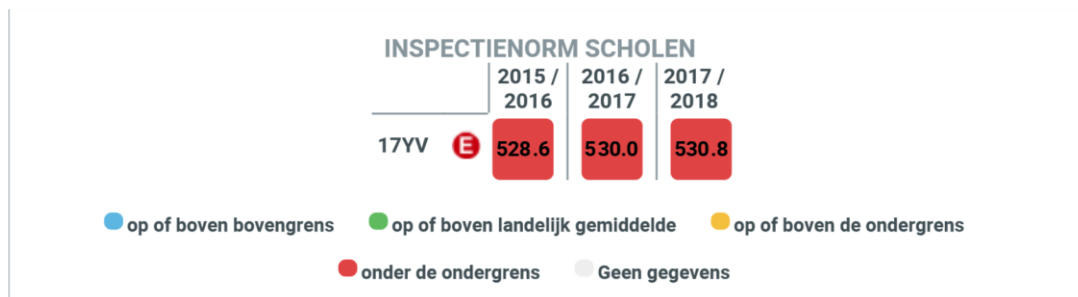 INSPECTIENORM SCHOLEN
2015 / 2016 / 2017 /
2016 2017 2018
17YV E 528.6 530.0 530.8
op of boven bovengrens op of boven landelijk gemiddelde op of boven de ondergrens
onder de ondergrens Geen gegevens